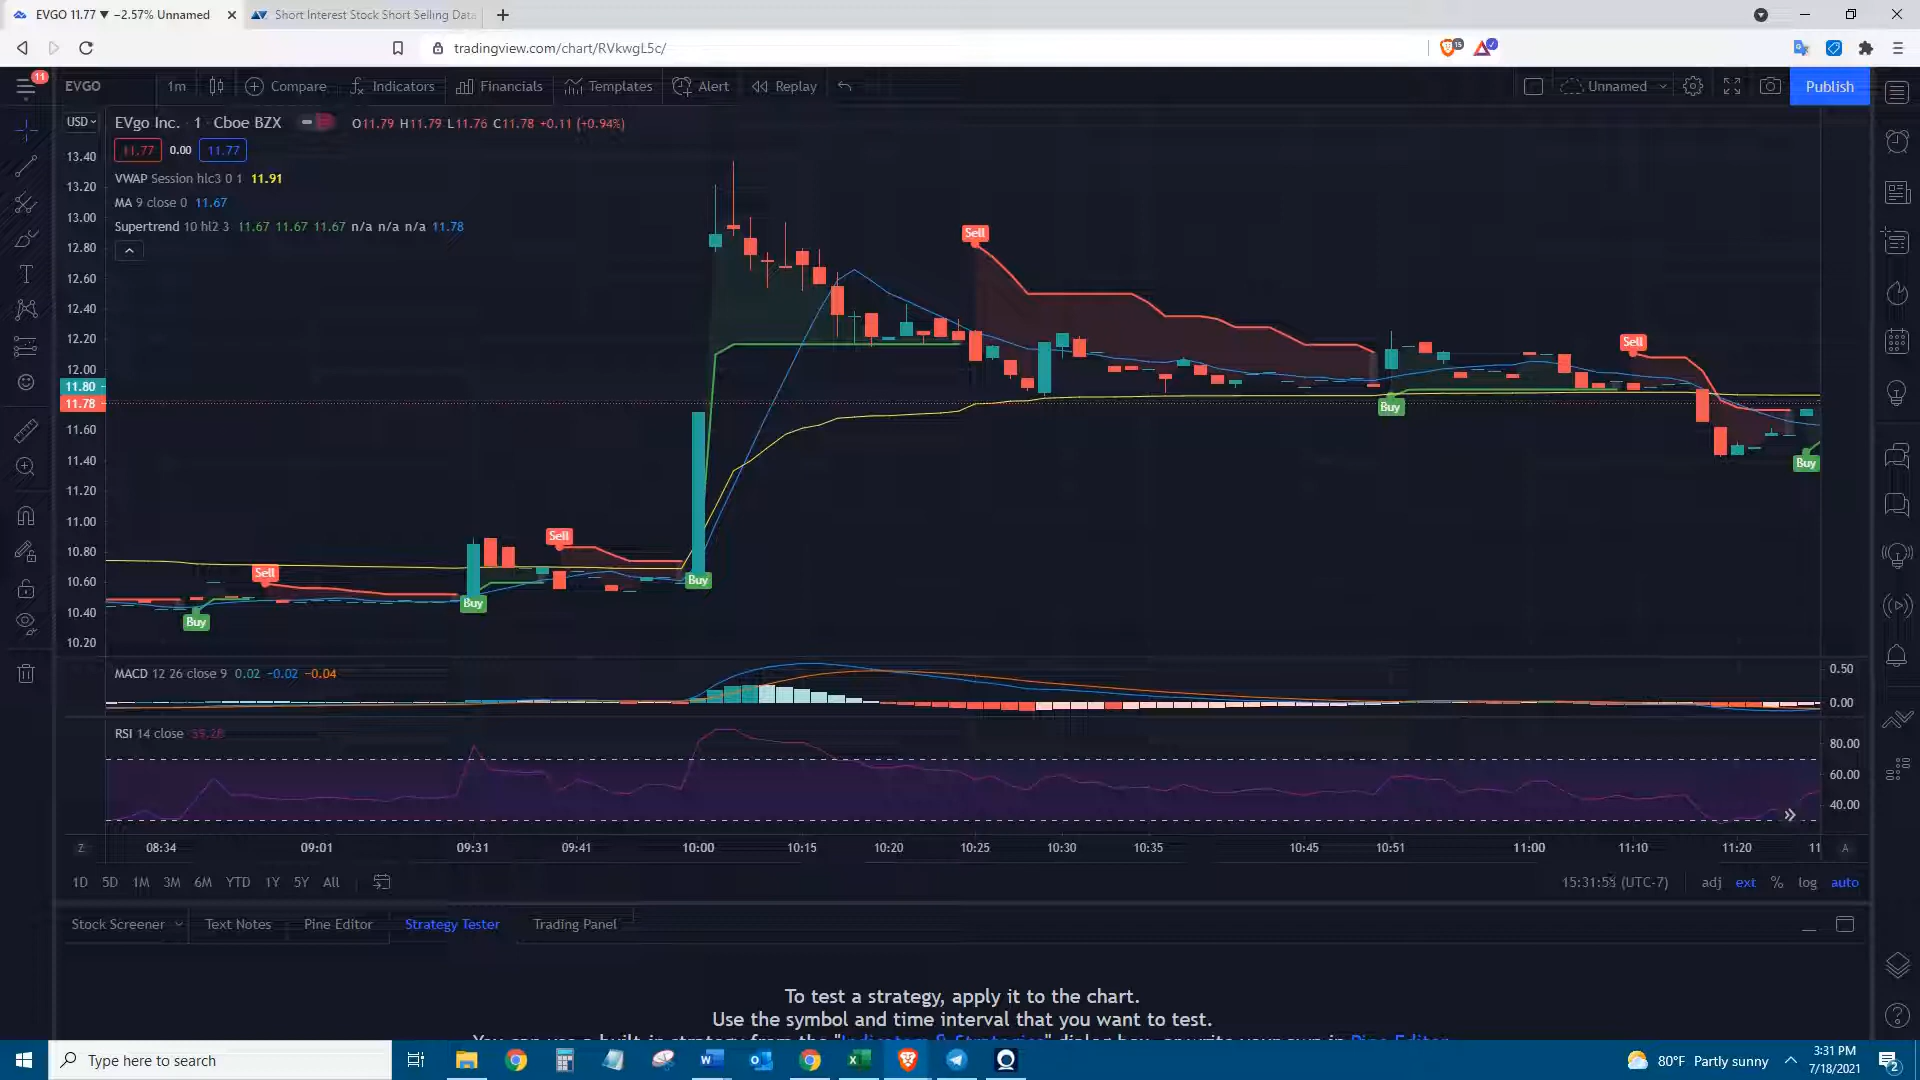 EVGO 11.77 ▼ −2.57% Unnamed
Short Interest Stock Short Selling Data
tradingview.com/chart/RVkwgL5c/
15
11
EVGO 1m Compare Indicators Financials Templates Alert Replay Unnamed Publish
USD
EVgo Inc. · 1 · Cboe BZX O11.79 H11.79 L11.76 C11.78 +0.11 (+0.94%)
11.77 0.00 11.77
VWAP Session hlc3 0 1 11.91
MA 9 close 0 11.67
Supertrend 10 hl2 3 11.67 11.67 11.67 n/a n/a n/a 11.78
13.40
13.20
13.00
12.80
12.60
12.40
12.20
12.00
11.80
11.78
11.60
11.40
11.20
11.00
10.80
10.60
10.40
10.20
Sell
Sell
Buy
Buy
Sell
Sell
Buy
Buy
Buy
MACD 12 26 close 9 0.02 −0.02 −0.04
0.50
0.00
RSI 14 close
80.00
60.00
40.00
Z 08:34 09:01 09:31 09:41 10:00 10:15 10:20 10:25 10:30 10:35 10:45 10:51 11:00 11:10 11:20 11 A
1D 5D 1M 3M 6M YTD 1Y 5Y All
(UTC-7) adj ext % log auto
Stock Screener Text Notes Pine Editor Strategy Tester Trading Panel
To test a strategy, apply it to the chart.
Use the symbol and time interval that you want to test.
Type here to search
80°F Partly sunny
3:31 PM
7/18/2021
2